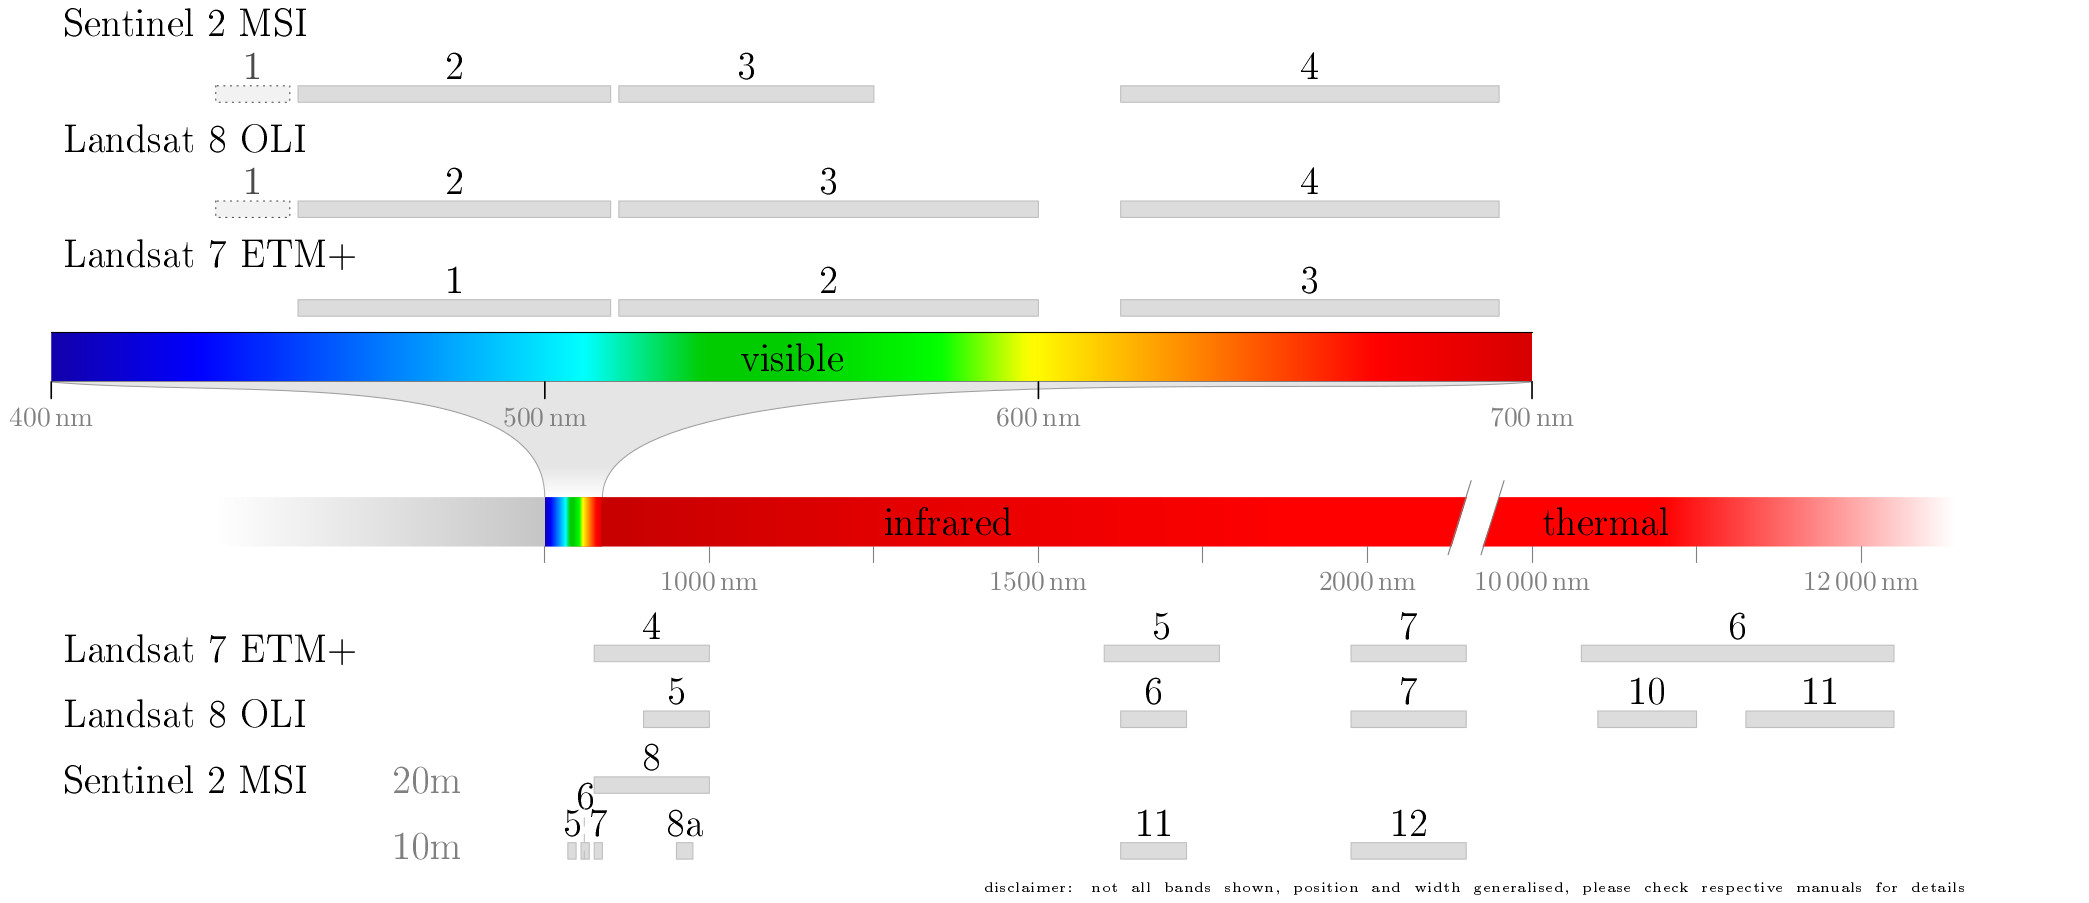 Sentinel 2 MSI
1 2 3 4
Landsat 8 OLI
1 2 3 4
Landsat 7 ETM+
1 2 3
visible
400 nm 500 nm 600 nm 700 nm
infrared thermal
1000 nm 1500 nm 2000 nm 10 000 nm 12 000 nm
4 5 7 6
Landsat 7 ETM+
5 6 7 10 11
Landsat 8 OLI
8
Sentinel 2 MSI 20m
6
5 7 8a 11 12
10m
disclaimer: not all bands shown, position and width generalised, please check respective manuals for details